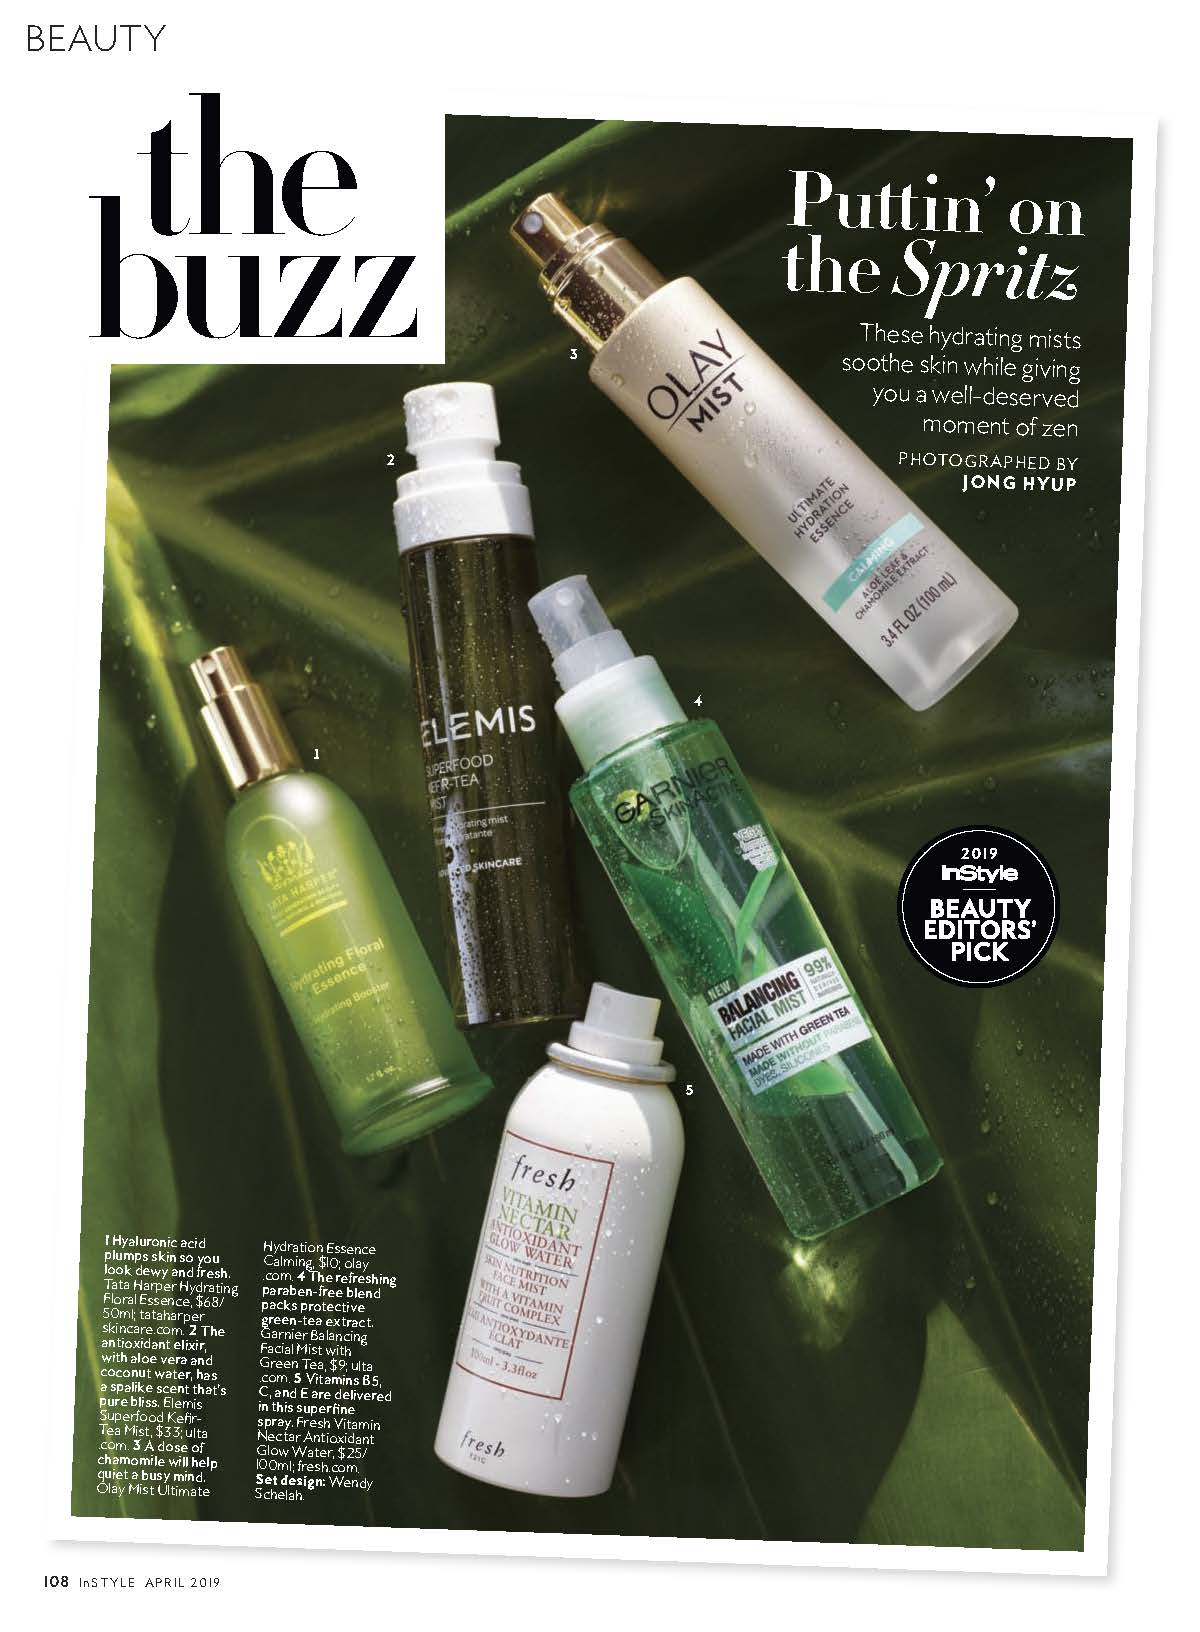 BEAUTY
the
buzz
Puttin' on
the Spritz
These hydrating mists
soothe skin while giving
you a well-deserved
moment of zen
PHOTOGRAPHED BY
JONG HYUP
3
OLAY
MIST
ULTIMATE
HYDRATION
ESSENCE
CALMING
ALOE LEAF &
CHAMOMILE EXTRACT
3.4 FL OZ (100 mL)
2
ELEMIS
SUPERFOOD
SKINCARE
4
GARNIER
SKINACTIVE
NEW
BALANCING
FACIAL MIST
99%
MADE WITH GREEN TEA
MADE WITHOUT PARABENS
DYES, SILICONES
1
TATA HARPER
Hydrating Floral
Essence
Hydrating Booster
1.7 fl. oz.
2019
InStyle
BEAUTY
EDITORS'
PICK
5
fresh
VITAMIN
NECTAR
ANTIOXIDANT
GLOW WATER
SKIN NUTRITION
FACE MIST
WITH A VITAMIN
FRUIT COMPLEX
ANTIOXYDANTE
ECLAT
100ml - 3.3floz
fresh
1 Hyaluronic acid
plumps skin so you
look dewy and fresh.
Tata Harper Hydrating
Floral Essence, $68/
50ml; tataharper
skincare.com. 2 The
antioxidant elixir,
with aloe vera and
coconut water, has
a spalike scent that's
pure bliss. Elemis
Superfood Kefir-
Tea Mist, $33; ulta
.com. 3 A dose of
chamomile will help
quiet a busy mind.
Olay Mist Ultimate
Hydration Essence
Calming, $10; olay
.com. 4 The refreshing
paraben-free blend
packs protective
green-tea extract.
Garnier Balancing
Facial Mist with
Green Tea, $9; ulta
.com. 5 Vitamins B5,
C, and E are delivered
in this superfine
spray. Fresh Vitamin
Nectar Antioxidant
Glow Water, $25/
100ml; fresh.com.
Set design: Wendy
Schelah.
108 InSTYLE APRIL 2019